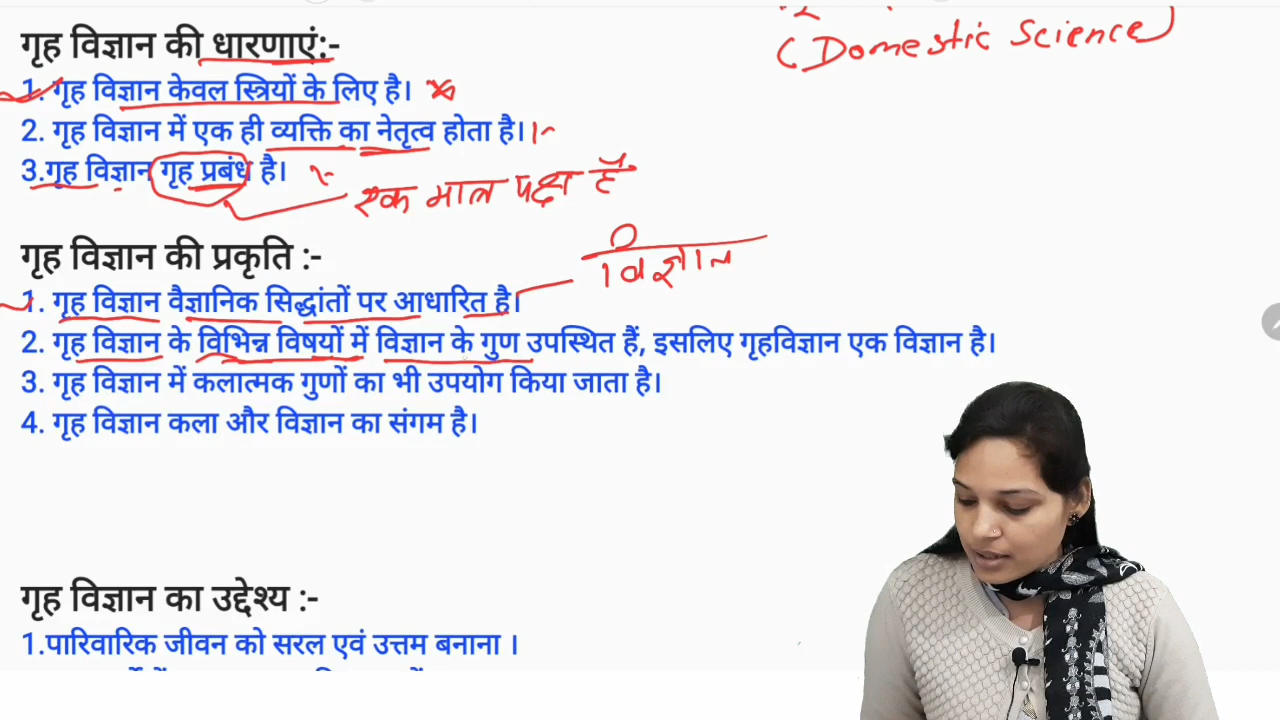 (Domestic Science)
गृह विज्ञान की धारणाएं:-
1. गृह विज्ञान केवल स्त्रियों के लिए है।
2. गृह विज्ञान में एक ही व्यक्ति का नेतृत्व होता है।
3.गृह विज्ञान गृह प्रबंध है।
एक मात्र पक्ष है
गृह विज्ञान की प्रकृति :-
विज्ञान
1. गृह विज्ञान वैज्ञानिक सिद्धांतों पर आधारित है।
2. गृह विज्ञान के विभिन्न विषयों में विज्ञान के गुण उपस्थित हैं, इसलिए गृहविज्ञान एक विज्ञान है।
3. गृह विज्ञान में कलात्मक गुणों का भी उपयोग किया जाता है।
4. गृह विज्ञान कला और विज्ञान का संगम है।
गृह विज्ञान का उद्देश्य :-
1.पारिवारिक जीवन को सरल एवं उत्तम बनाना ।